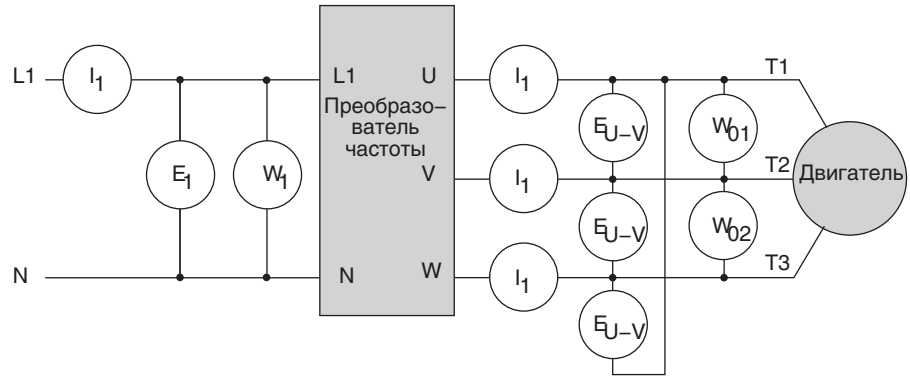 L1
I1
E1
W1
N
L1
U
Преобразо–
ватель
частоты
V
N
W
I1
I1
I1
EU–V
EU–V
EU–V
W01
W02
T1
T2
T3
Двигатель